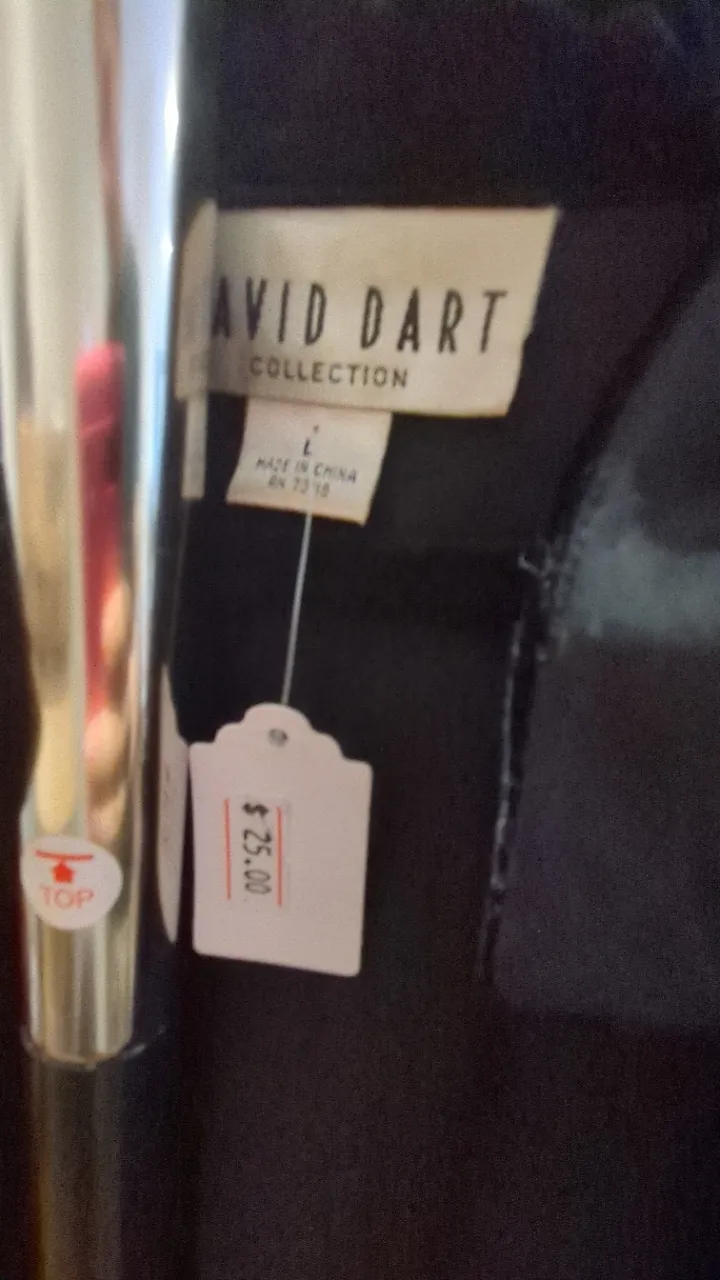 AVID DART
COLLECTION
L
MADE IN CHINA
$25.00
TOP